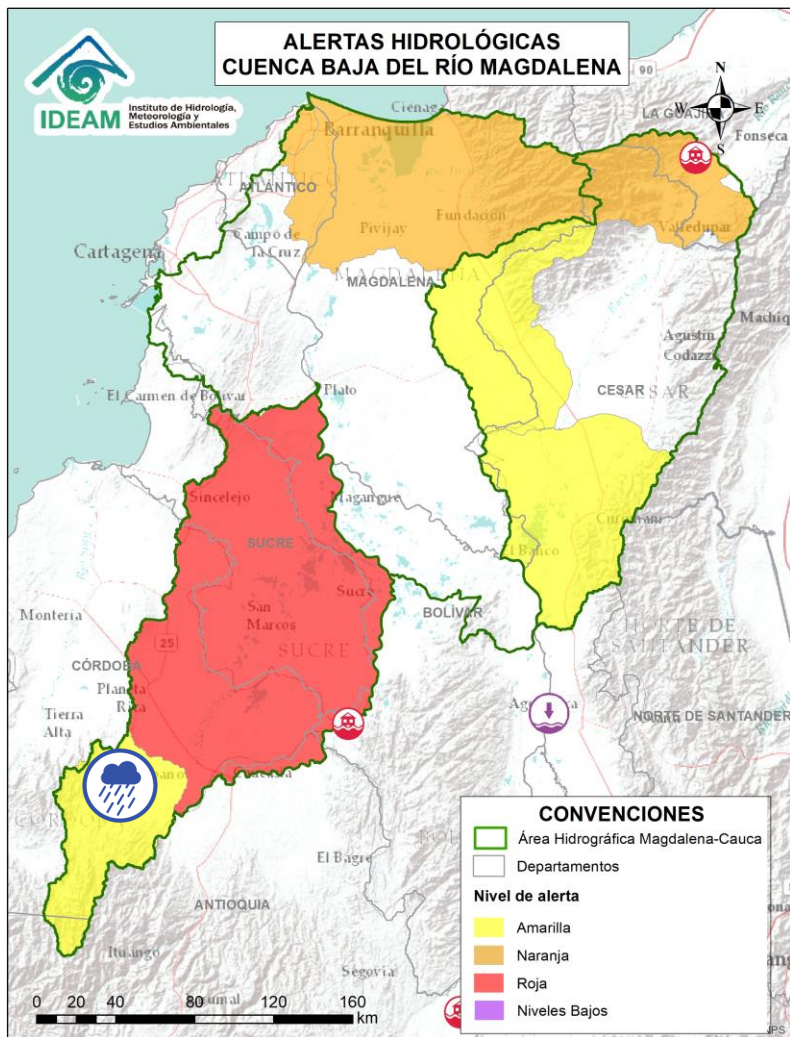 ALERTAS HIDROLÓGICAS
CUENCA BAJA DEL RÍO MAGDALENA
IDEAM
Instituto de Hidrología,
Meteorología y
Estudios Ambientales
N
W
E
S
90
LA GUAJIRA
Ciénaga
Barranquilla
Fonseca
ATLÁNTICO
Pivijay
Fundación
Valledupar
Cartagena
Campo de
la Cruz
MAGDALENA
MAGDALENA
Agustín
Codazzi
CESAR
CESAR
El Carmen de Bolívar
Plato
Sincelejo
Magangué
SUCRE
El Banco
Sucre
BOLÍVAR
San
Marcos
SUCRE
Montería
25
CÓRDOBA
Planeta
Rica
Tierra
Alta
NORTE DE
SANTANDER
NORTE DE SANTANDER
El Bagre
ANTIOQUIA
Ituango
Segovia
CONVENCIONES
Área Hidrográfica Magdalena-Cauca
Departamentos
Nivel de alerta
Amarilla
Naranja
Roja
Niveles Bajos
0 20 40 80 120 160
km